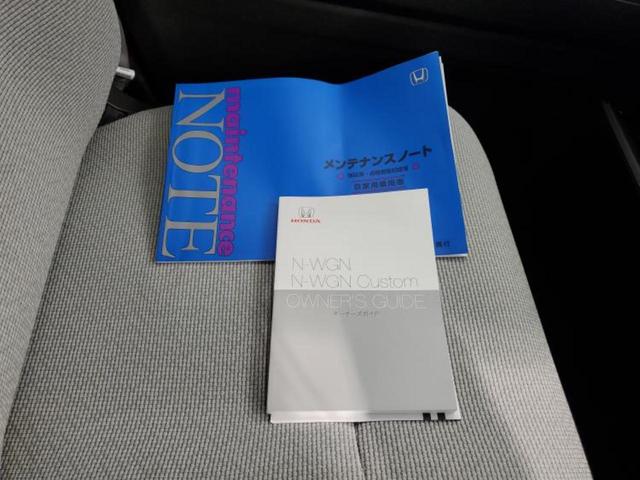 maintenance
NOTE
メンテナンスノート
自家用乗用車
HONDA
N-WGN
N-WGN Custom
OWNER'S GUIDE
オーナーズガイド